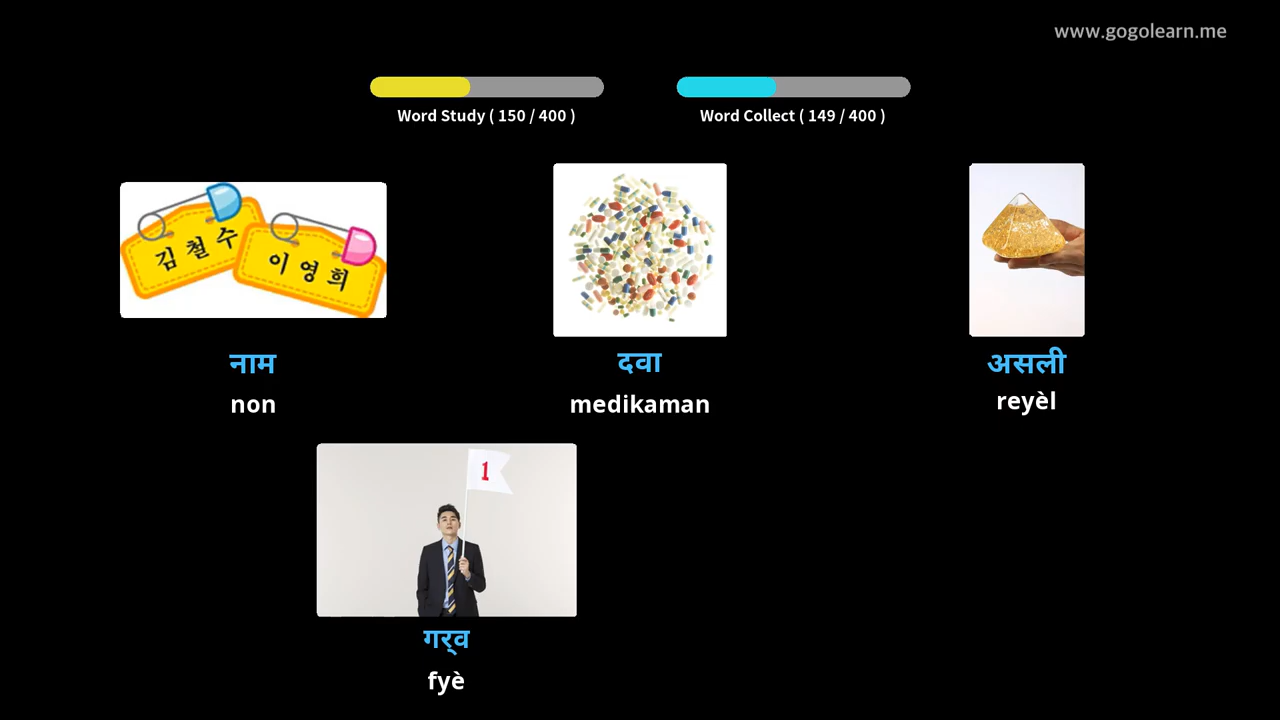 www.gogolearn.me
Word Study ( 150 / 400 )
Word Collect ( 149 / 400 )
김철수
이영희
नाम
non
दवा
medikaman
असली
reyèl
1
गर्‍व
fyè